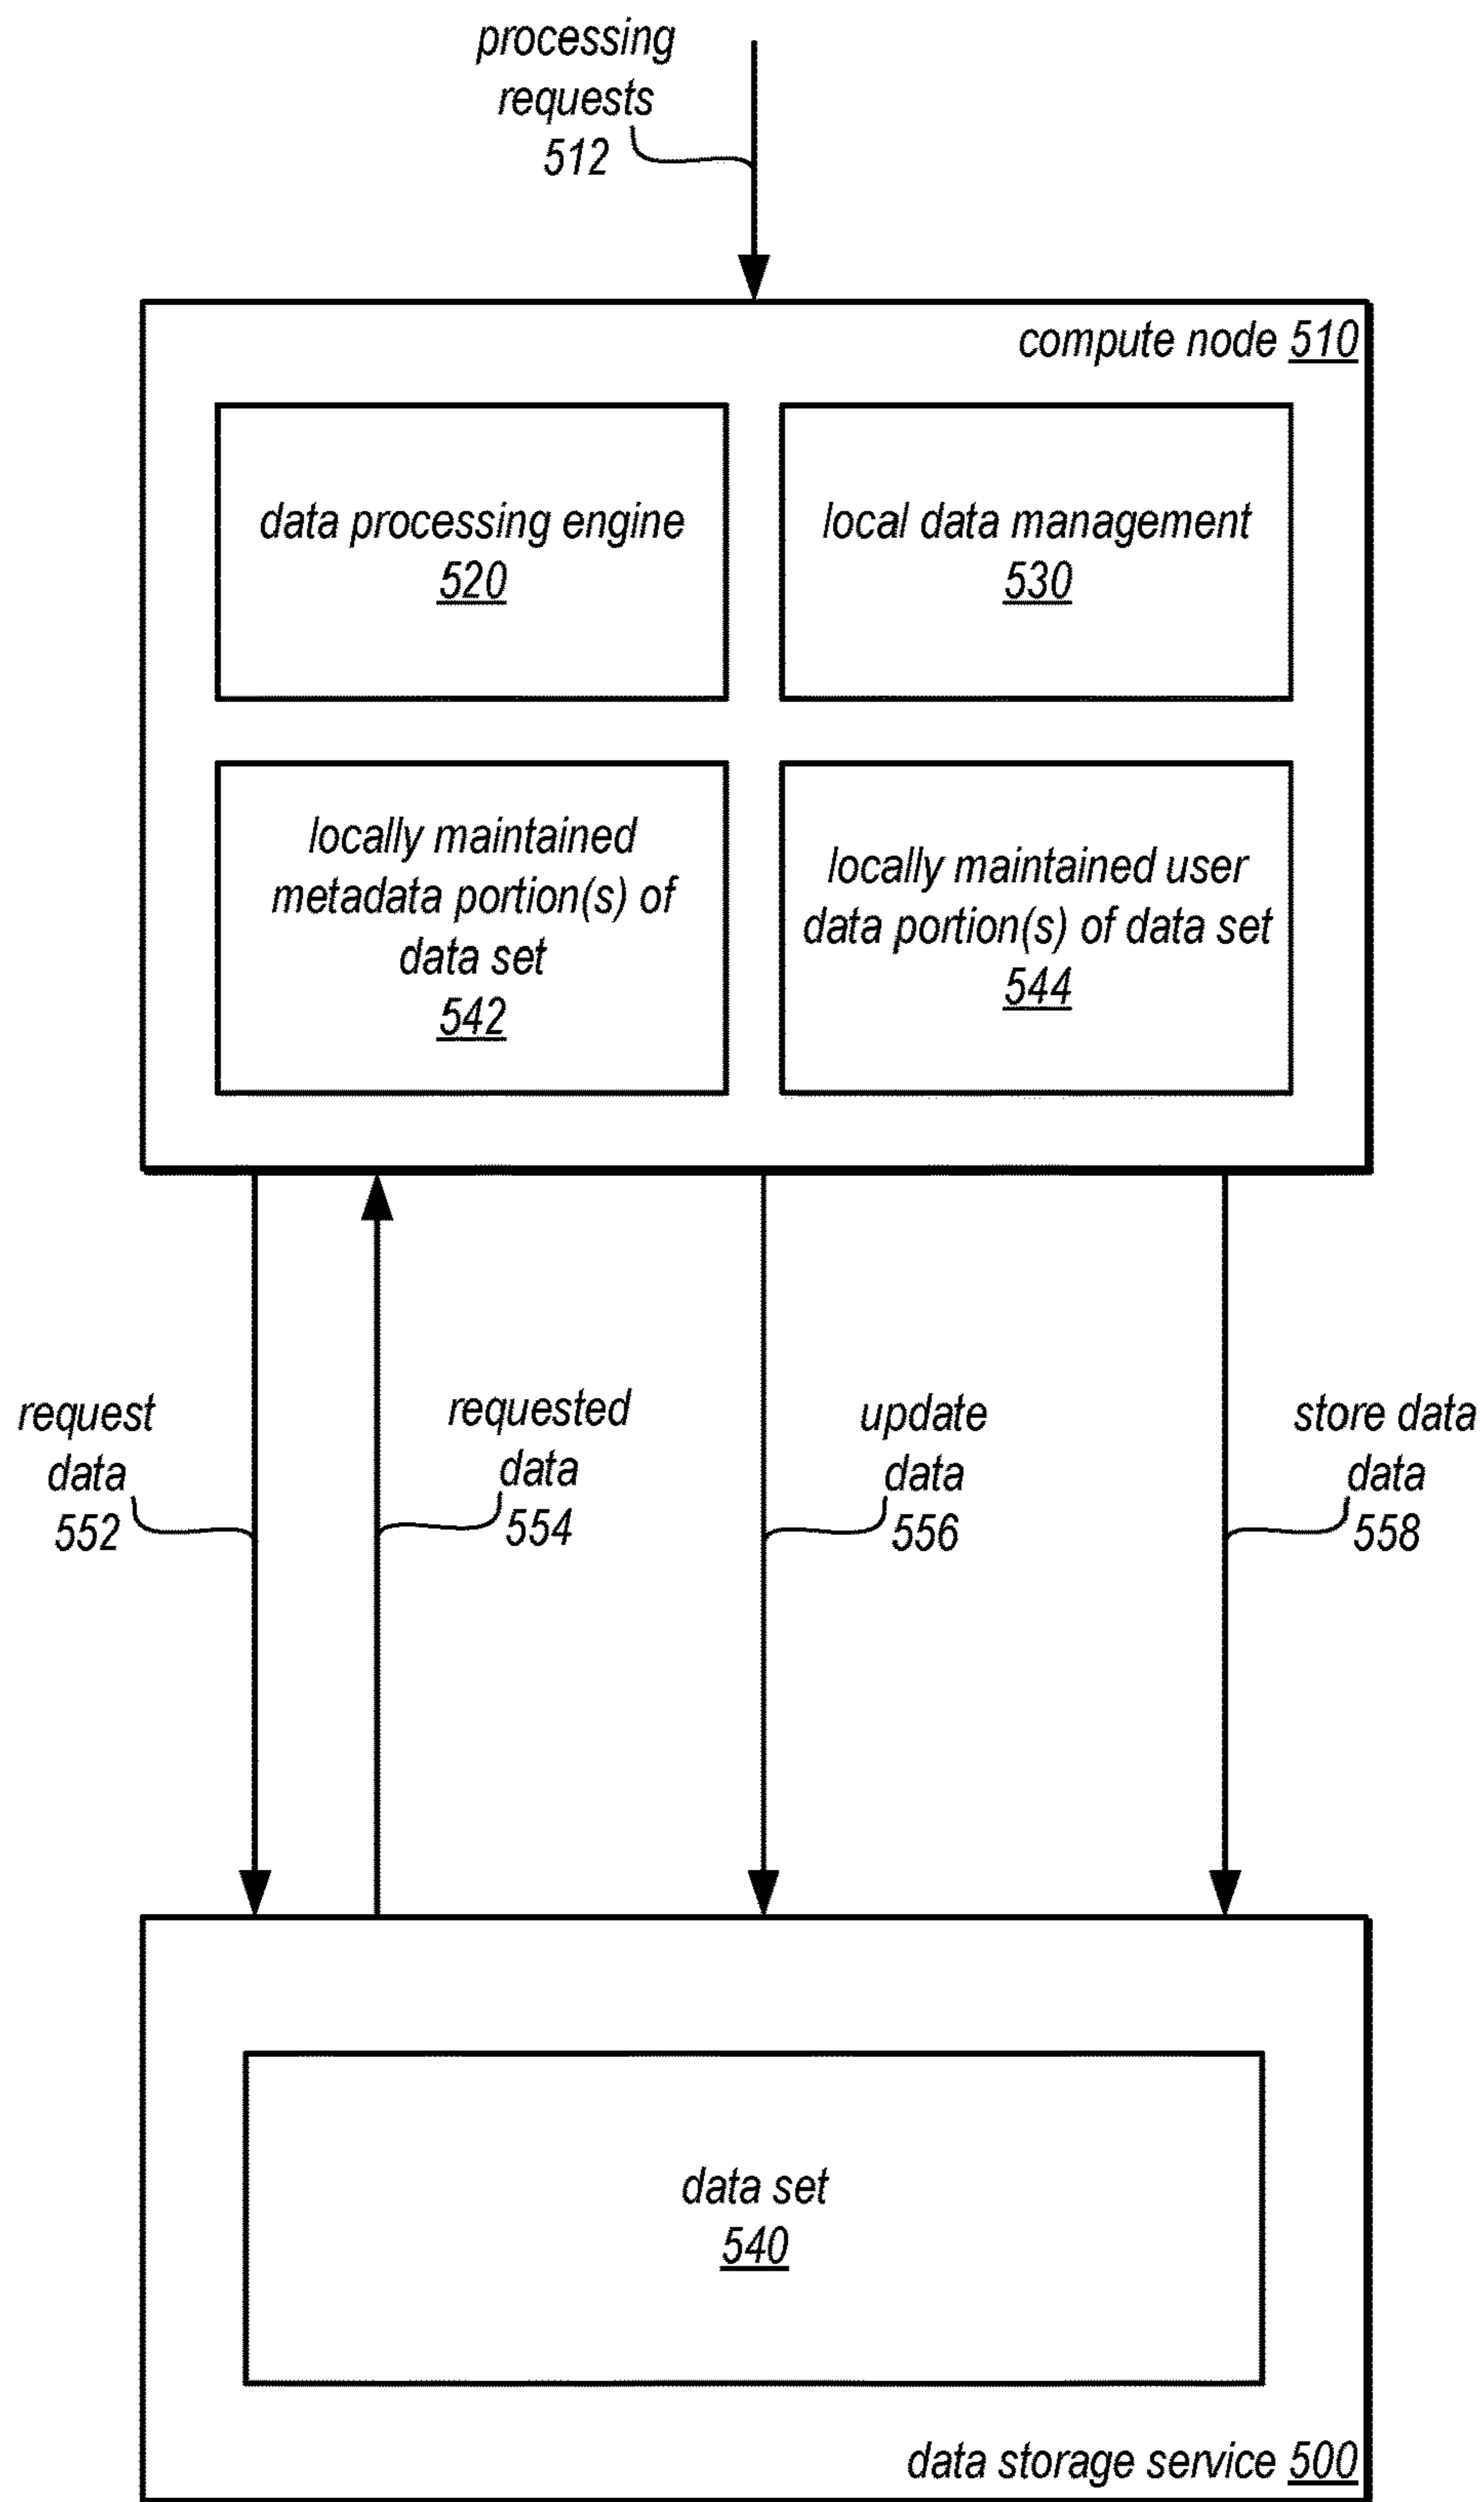 processing
requests
512
compute node 510
data processing engine
520
local data management
530
locally maintained
metadata portion(s) of
data set
542
locally maintained user
data portion(s) of data set
544
request
data
552
requested
data
554
update
data
556
store data
data
558
data set
540
data storage service 500